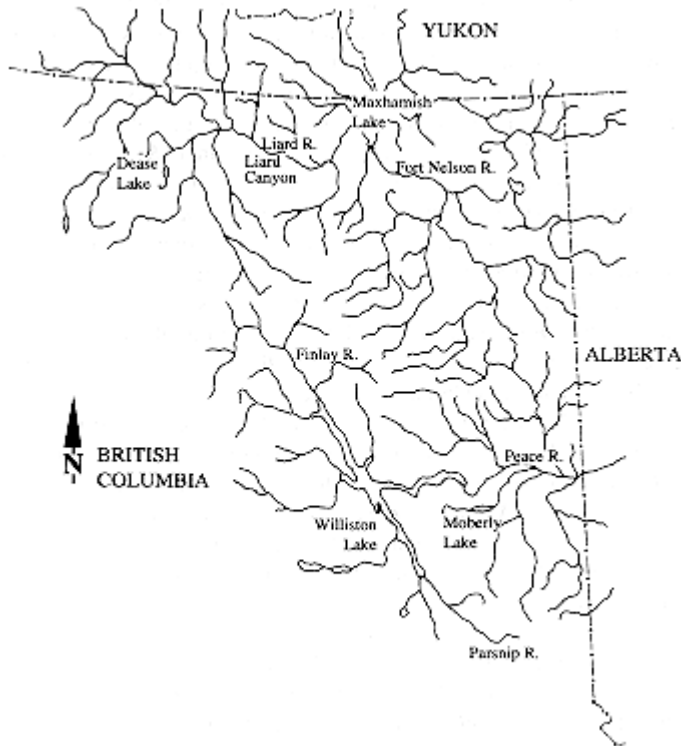 YUKON
Maxhamish
Lake
Liard R.
Liard
Canyon
Dease
Lake
Fort Nelson R.
Finlay R.
ALBERTA
N
BRITISH
COLUMBIA
Peace R.
Williston
Lake
Moberly
Lake
Parsnip R.